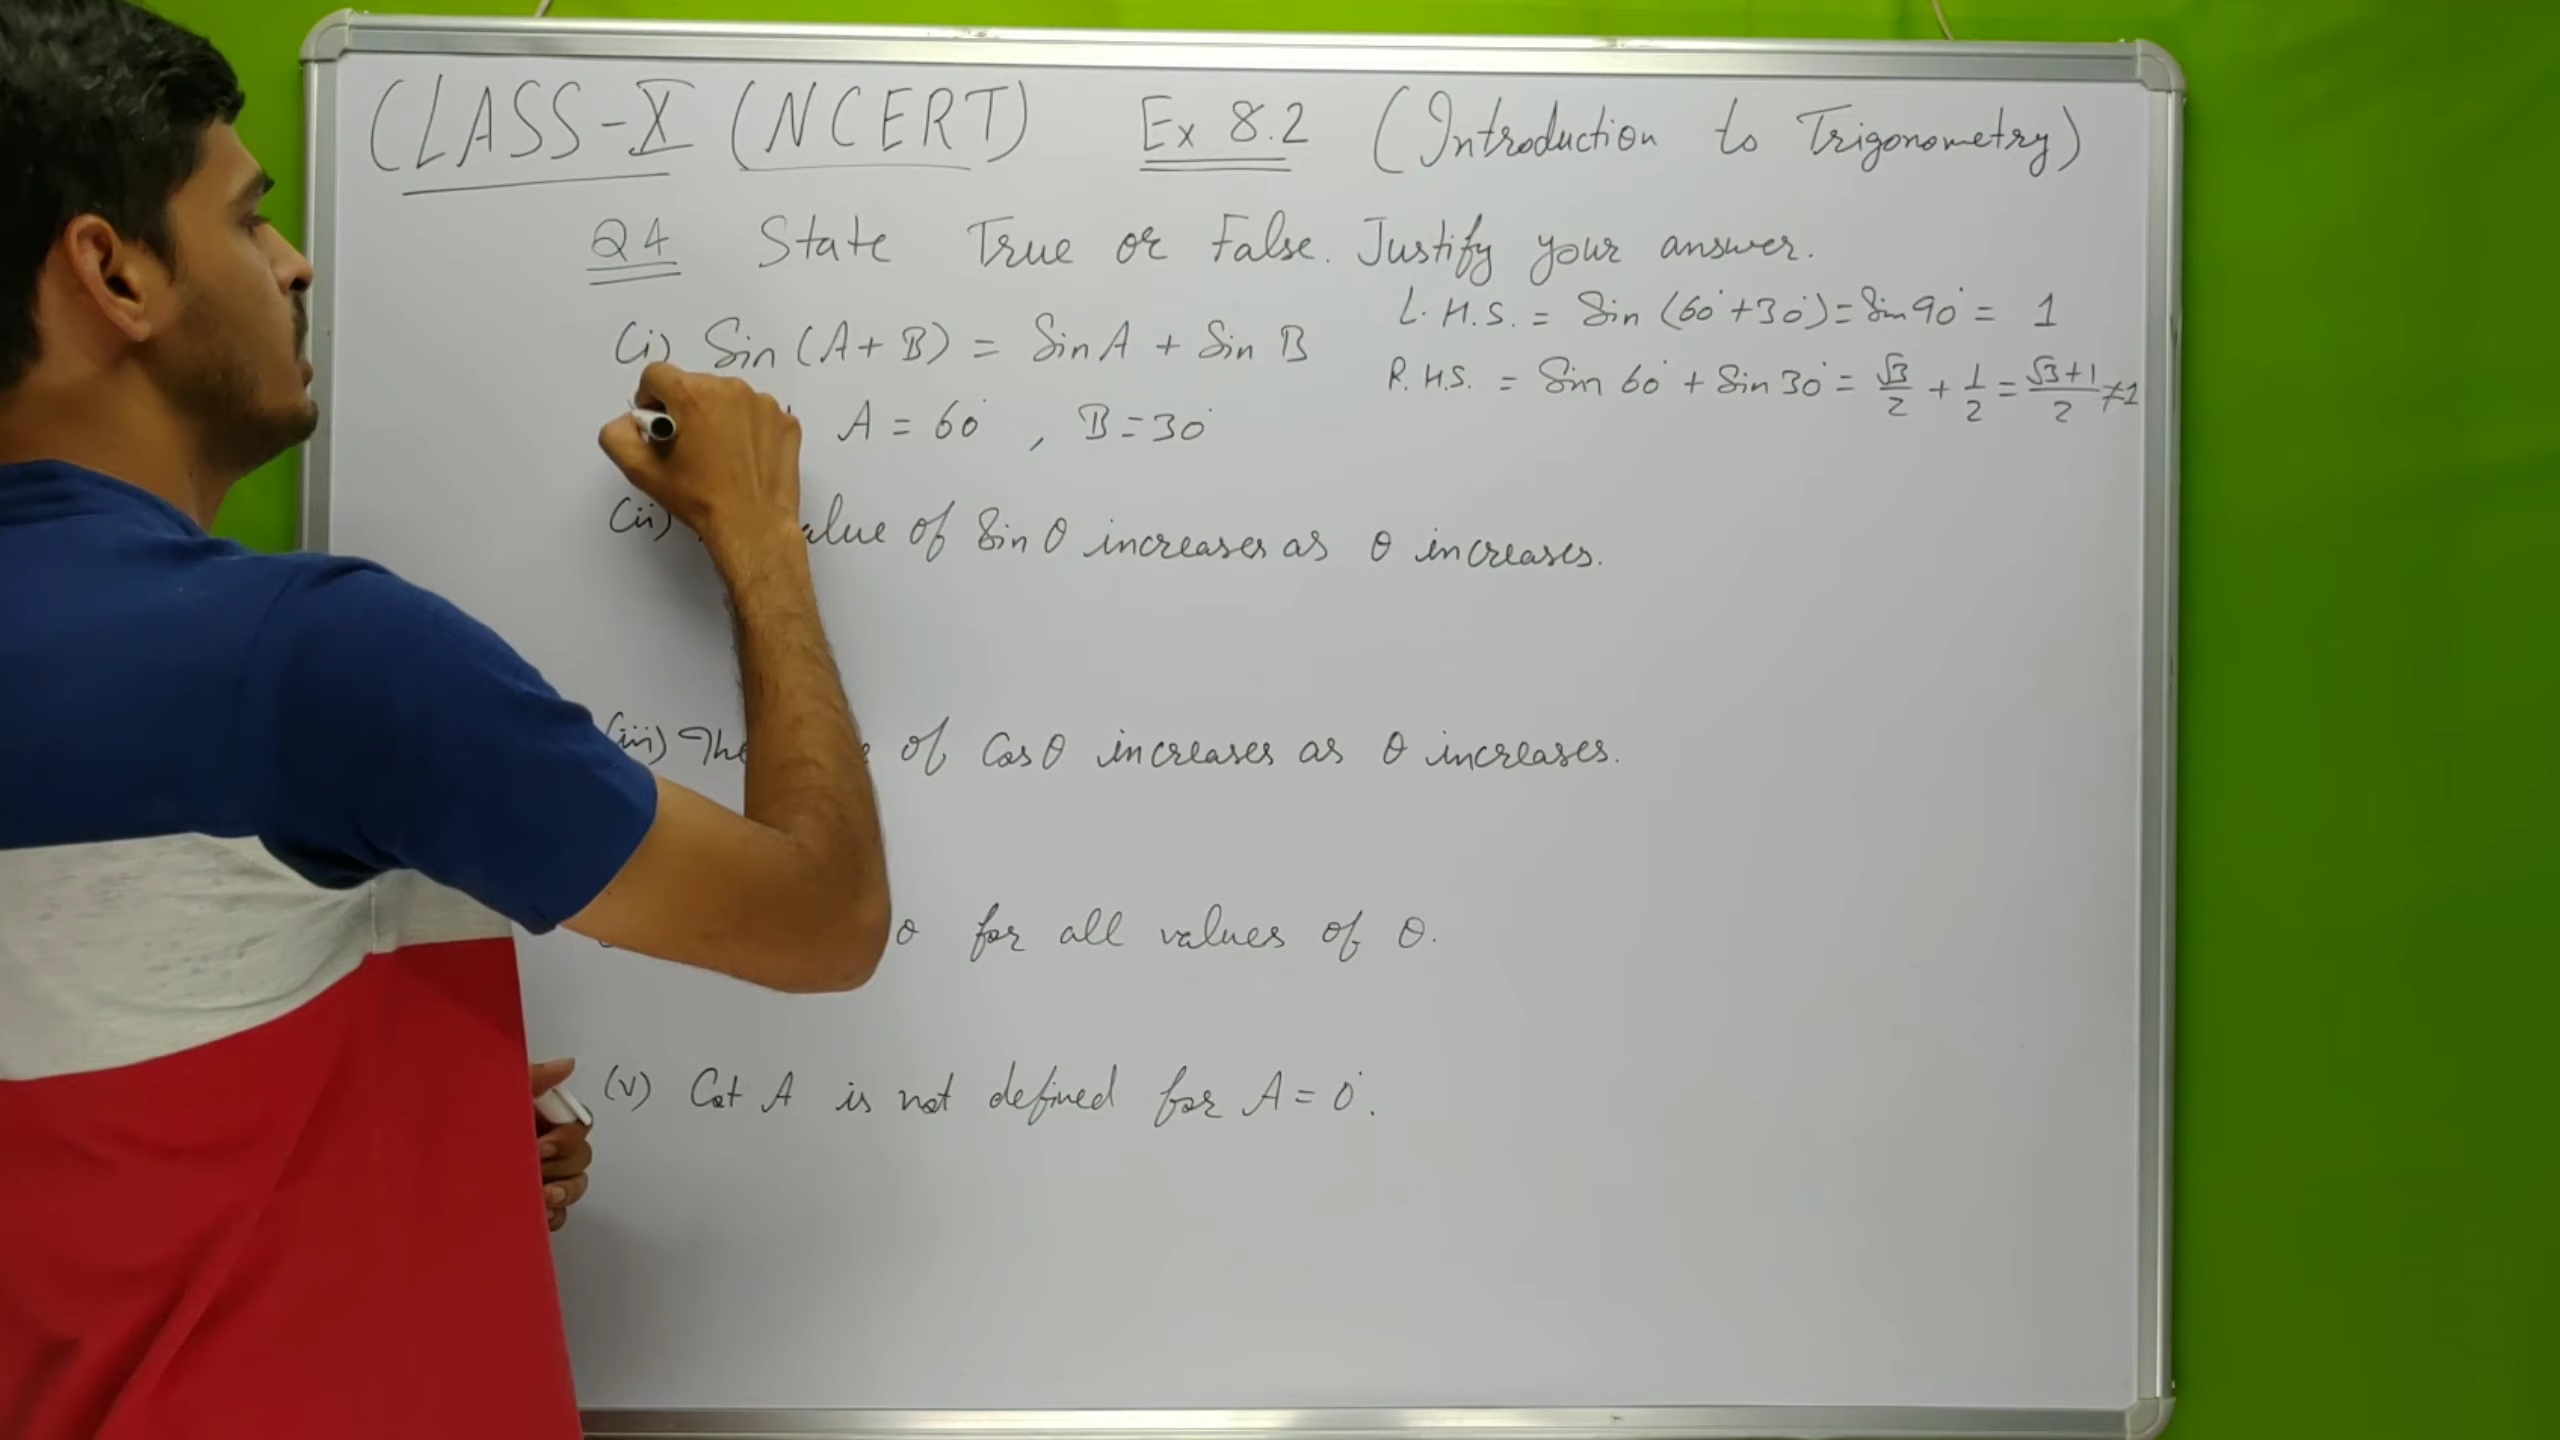 CLASS-X (NCERT) Ex 8.2 (Introduction to Trigonometry)
Q4 State True or False. Justify your answer.
(i) Sin (A + B) = Sin A + Sin B
L.H.S. = Sin (60° + 30°) = Sin 90° = 1
R.H.S. = Sin 60° + Sin 30° = √3/2 + 1/2 = (√3+1)/2 ≠ 1
A = 60° , B = 30°
(ii) of Sin θ increases as θ increases.
(iii) The of Cos θ increases as θ increases.
θ for all values of θ.
(v) Cot A is not defined for A = 0°.